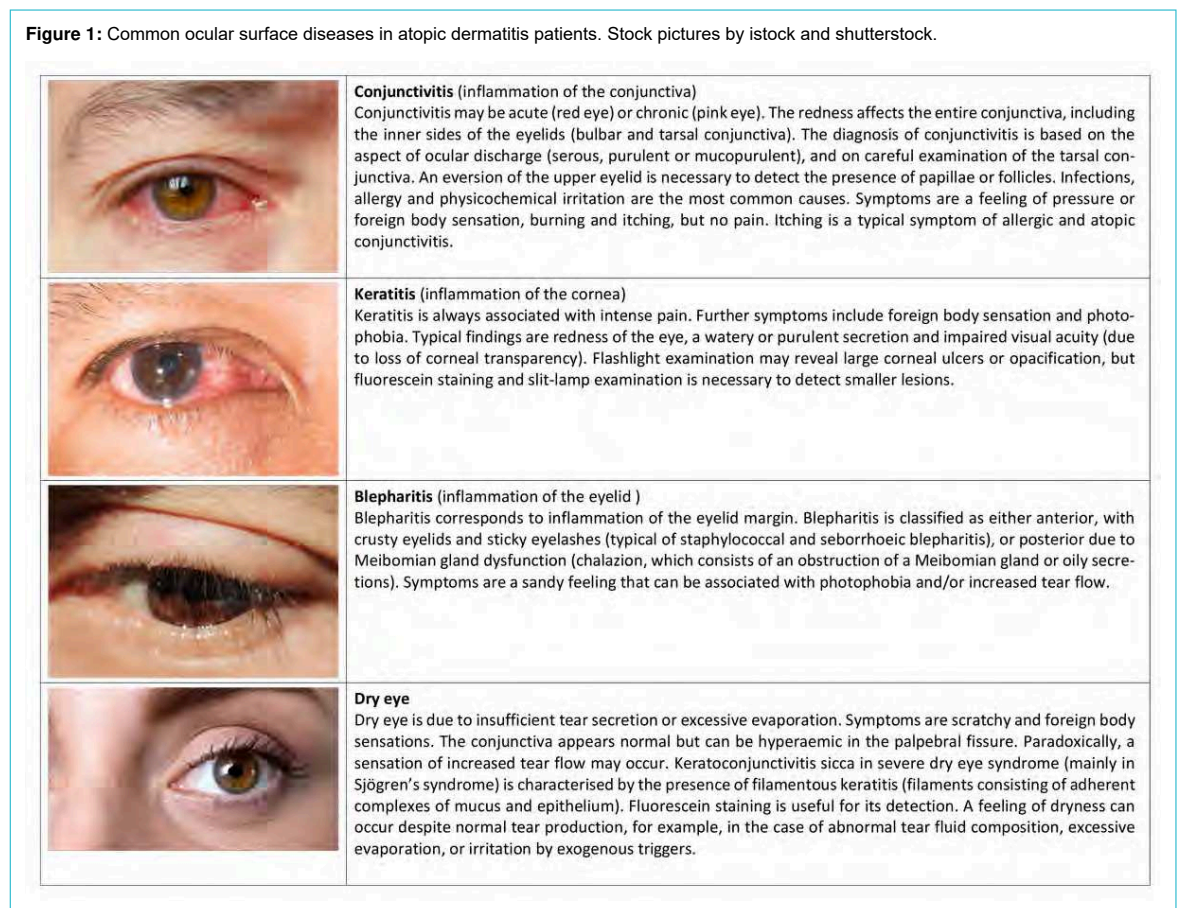 Figure 1: Common ocular surface diseases in atopic dermatitis patients. Stock pictures by istock and shutterstock.
Conjunctivitis (inflammation of the conjunctiva)
Conjunctivitis may be acute (red eye) or chronic (pink eye). The redness affects the entire conjunctiva, including
the inner sides of the eyelids (bulbar and tarsal conjunctiva). The diagnosis of conjunctivitis is based on the
aspect of ocular discharge (serous, purulent or mucopurulent), and on careful examination of the tarsal con-
junctiva. An eversion of the upper eyelid is necessary to detect the presence of papillae or follicles. Infections,
allergy and physicochemical irritation are the most common causes. Symptoms are a feeling of pressure or
foreign body sensation, burning and itching, but no pain. Itching is a typical symptom of allergic and atopic
conjunctivitis.
Keratitis (inflammation of the cornea)
Keratitis is always associated with intense pain. Further symptoms include foreign body sensation and photo-
phobia. Typical findings are redness of the eye, a watery or purulent secretion and impaired visual acuity (due
to loss of corneal transparency). Flashlight examination may reveal large corneal ulcers or opacification, but
fluorescein staining and slit-lamp examination is necessary to detect smaller lesions.
Blepharitis (inflammation of the eyelid )
Blepharitis corresponds to inflammation of the eyelid margin. Blepharitis is classified as either anterior, with
crusty eyelids and sticky eyelashes (typical of staphylococcal and seborrhoeic blepharitis), or posterior due to
Meibomian gland dysfunction (chalazion, which consists of an obstruction of a Meibomian gland or oily secre-
tions). Symptoms are a sandy feeling that can be associated with photophobia and/or increased tear flow.
Dry eye
Dry eye is due to insufficient tear secretion or excessive evaporation. Symptoms are scratchy and foreign body
sensations. The conjunctiva appears normal but can be hyperaemic in the palpebral fissure. Paradoxically, a
sensation of increased tear flow may occur. Keratoconjunctivitis sicca in severe dry eye syndrome (mainly in
Sjögren's syndrome) is characterised by the presence of filamentous keratitis (filaments consisting of adherent
complexes of mucus and epithelium). Fluorescein staining is useful for its detection. A feeling of dryness can
occur despite normal tear production, for example, in the case of abnormal tear fluid composition, excessive
evaporation, or irritation by exogenous triggers.